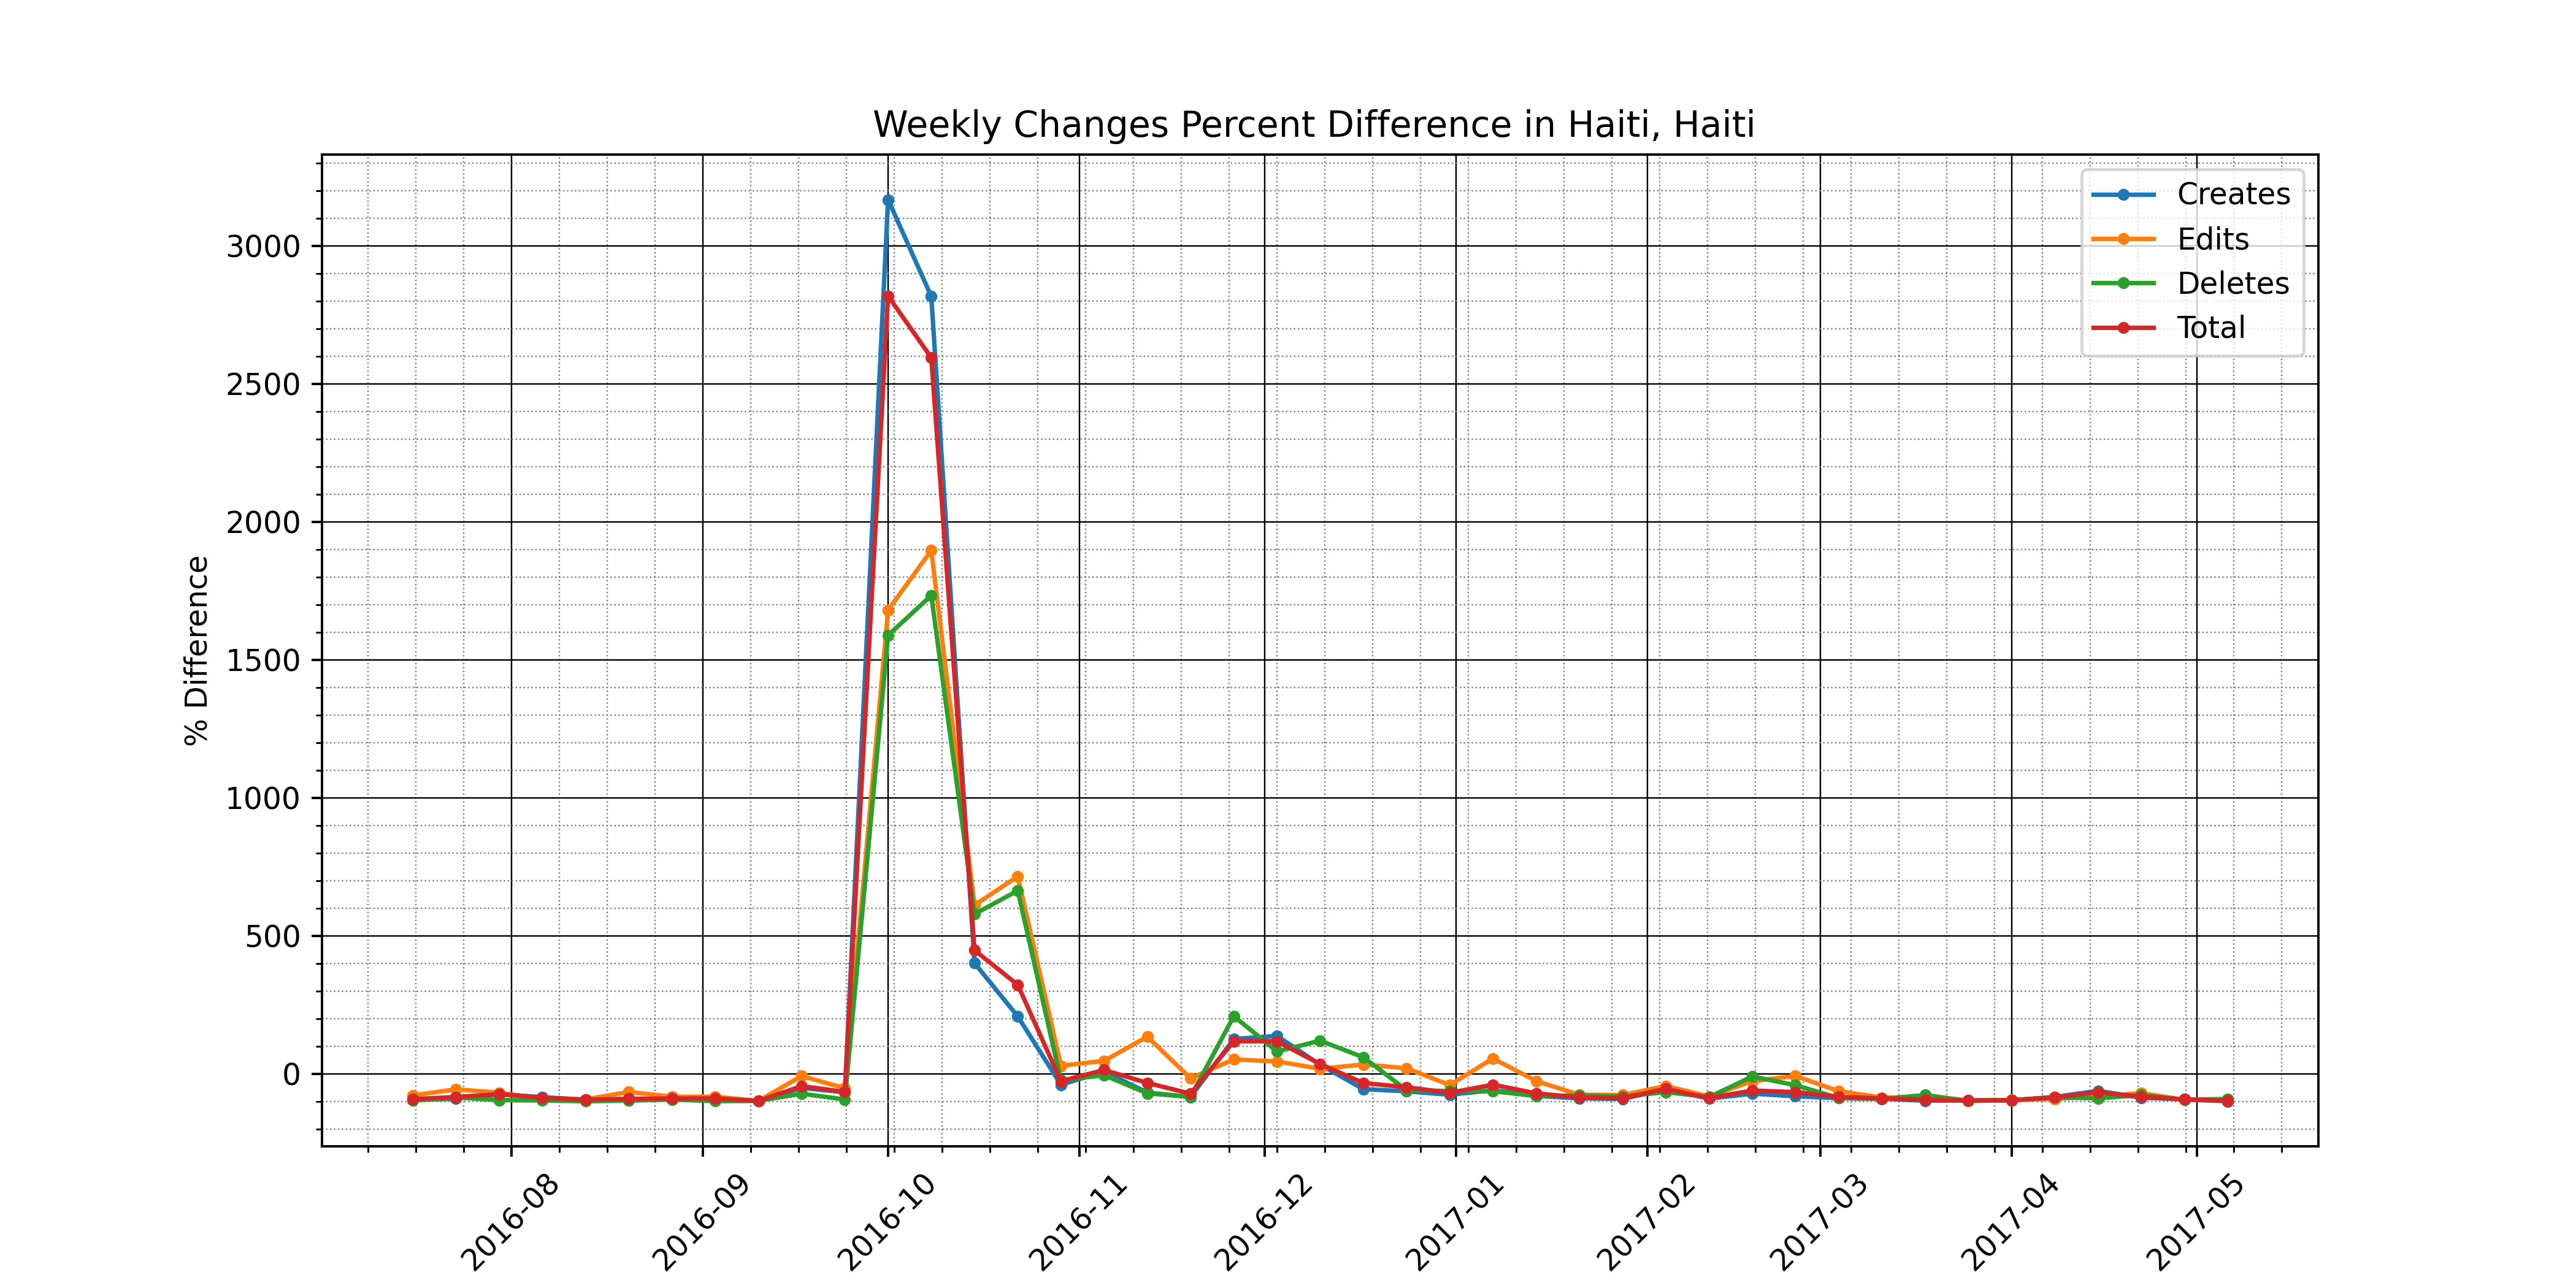 Weekly Changes Percent Difference in Haiti, Haiti
Creates
Edits
Deletes
Total
% Difference
3000
2500
2000
1500
1000
500
0
2016-08
2016-09
2016-10
2016-11
2016-12
2017-01
2017-02
2017-03
2017-04
2017-05